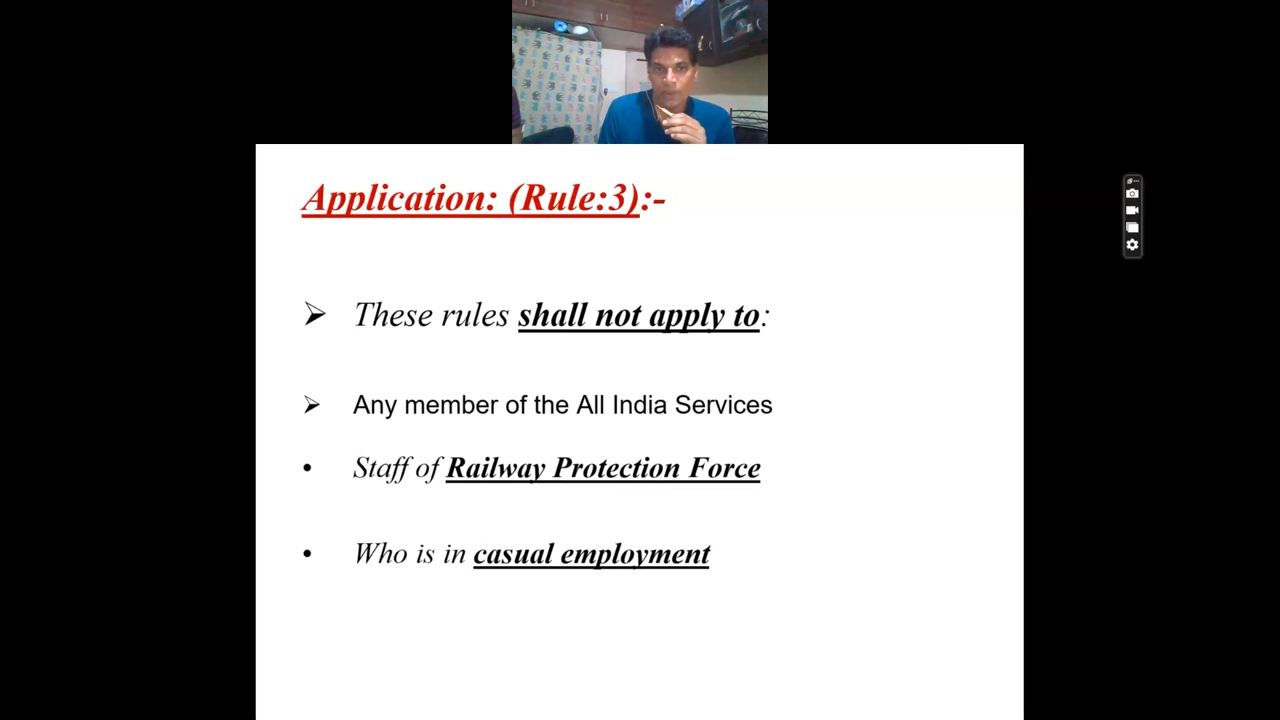 Application: (Rule:3):-
➢ These rules shall not apply to:
➢ Any member of the All India Services
• Staff of Railway Protection Force
• Who is in casual employment